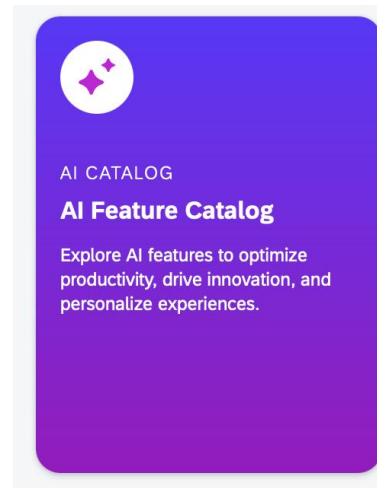 AI CATALOG
AI Feature Catalog
Explore AI features to optimize
productivity, drive innovation, and
personalize experiences.